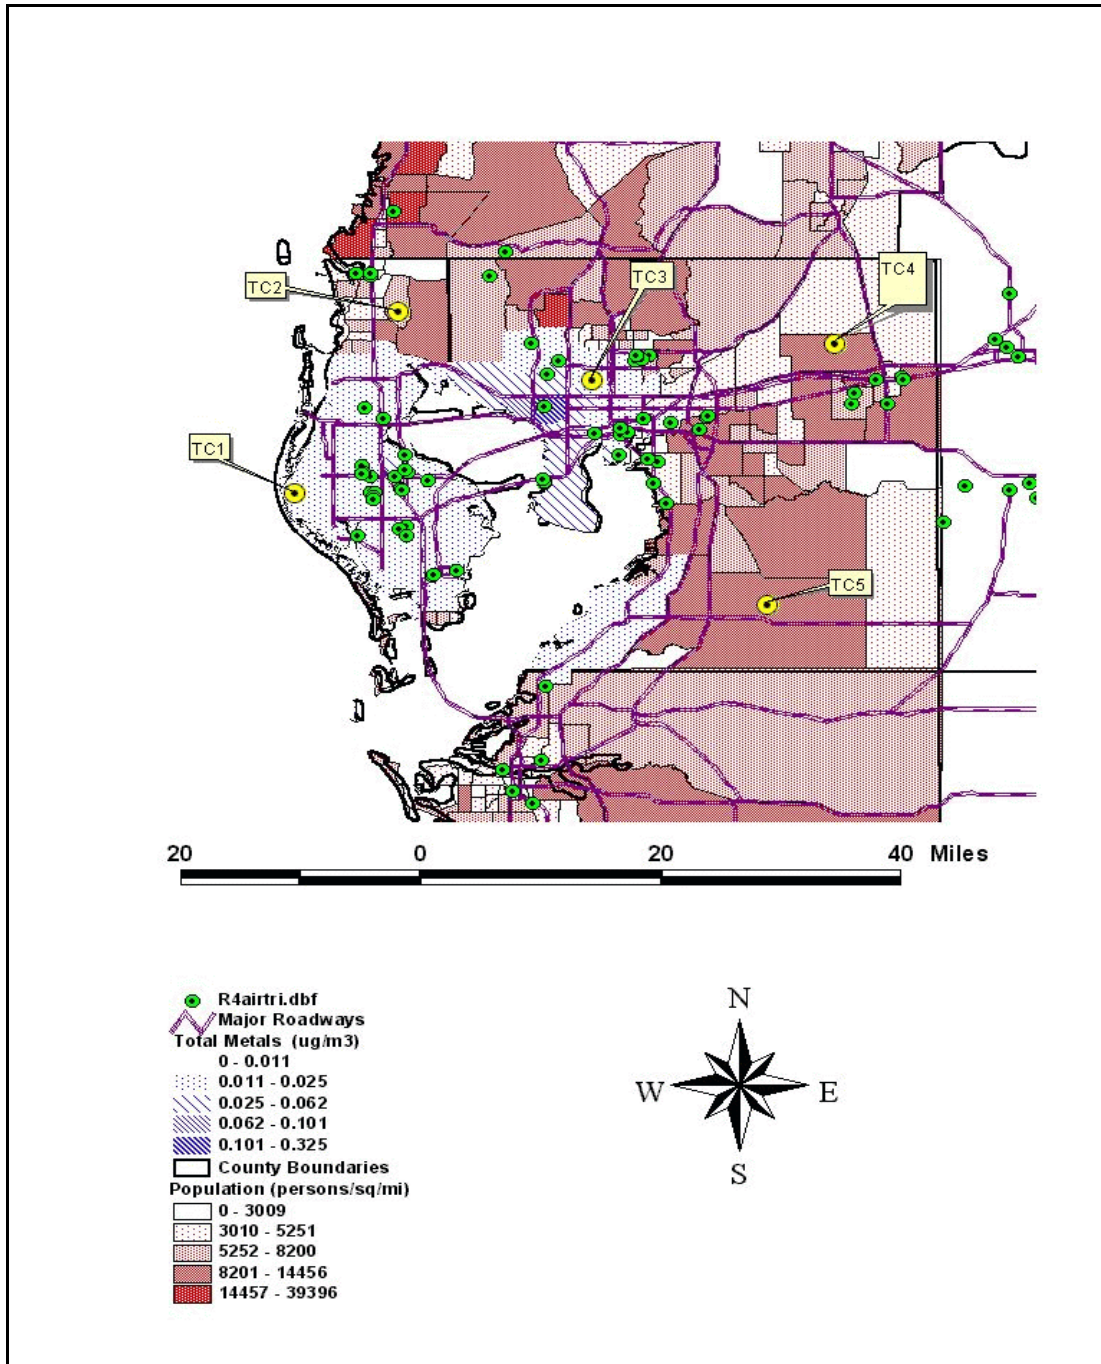 TC3
TC4
TC2
TC1
TC5
20 0 20 40 Miles
R4airtri.dbf
Major Roadways
Total Metals (ug/m3)
0 - 0.011
0.011 - 0.025
0.025 - 0.062
0.062 - 0.101
0.101 - 0.325
County Boundaries
Population (persons/sq/mi)
0 - 3009
3010 - 5251
5252 - 8200
8201 - 14456
14457 - 39396
N
W E
S